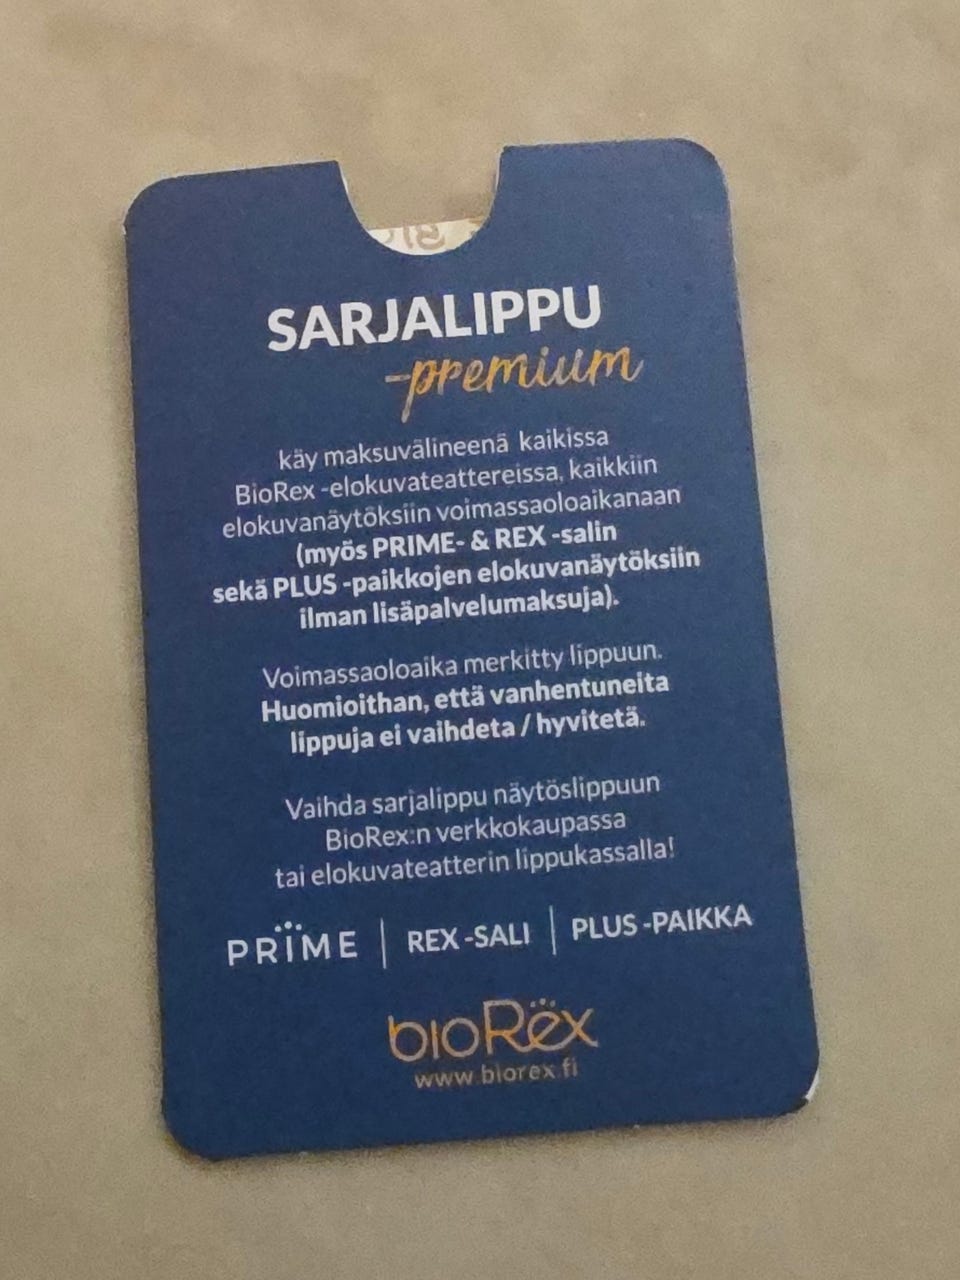 SARJALIPPU
-premium
käy maksuvälineenä kaikissa
BioRex -elokuvateattereissa, kaikkiin
elokuvanäytöksiin voimassaoloaikanaan
(myös PRIME- & REX -salin
sekä PLUS -paikkojen elokuvanäytöksiin
ilman lisäpalvelumaksuja).
Voimassaoloaika merkitty lippuun.
Huomioithan, että vanhentuneita
lippuja ei vaihdeta / hyvitetä.
Vaihda sarjalippu näytöslippuun
BioRex:n verkkokaupassa
tai elokuvateatterin lippukassalla!
PRÏME | REX -SALI | PLUS -PAIKKA
bioRëx
www.biorex.fi